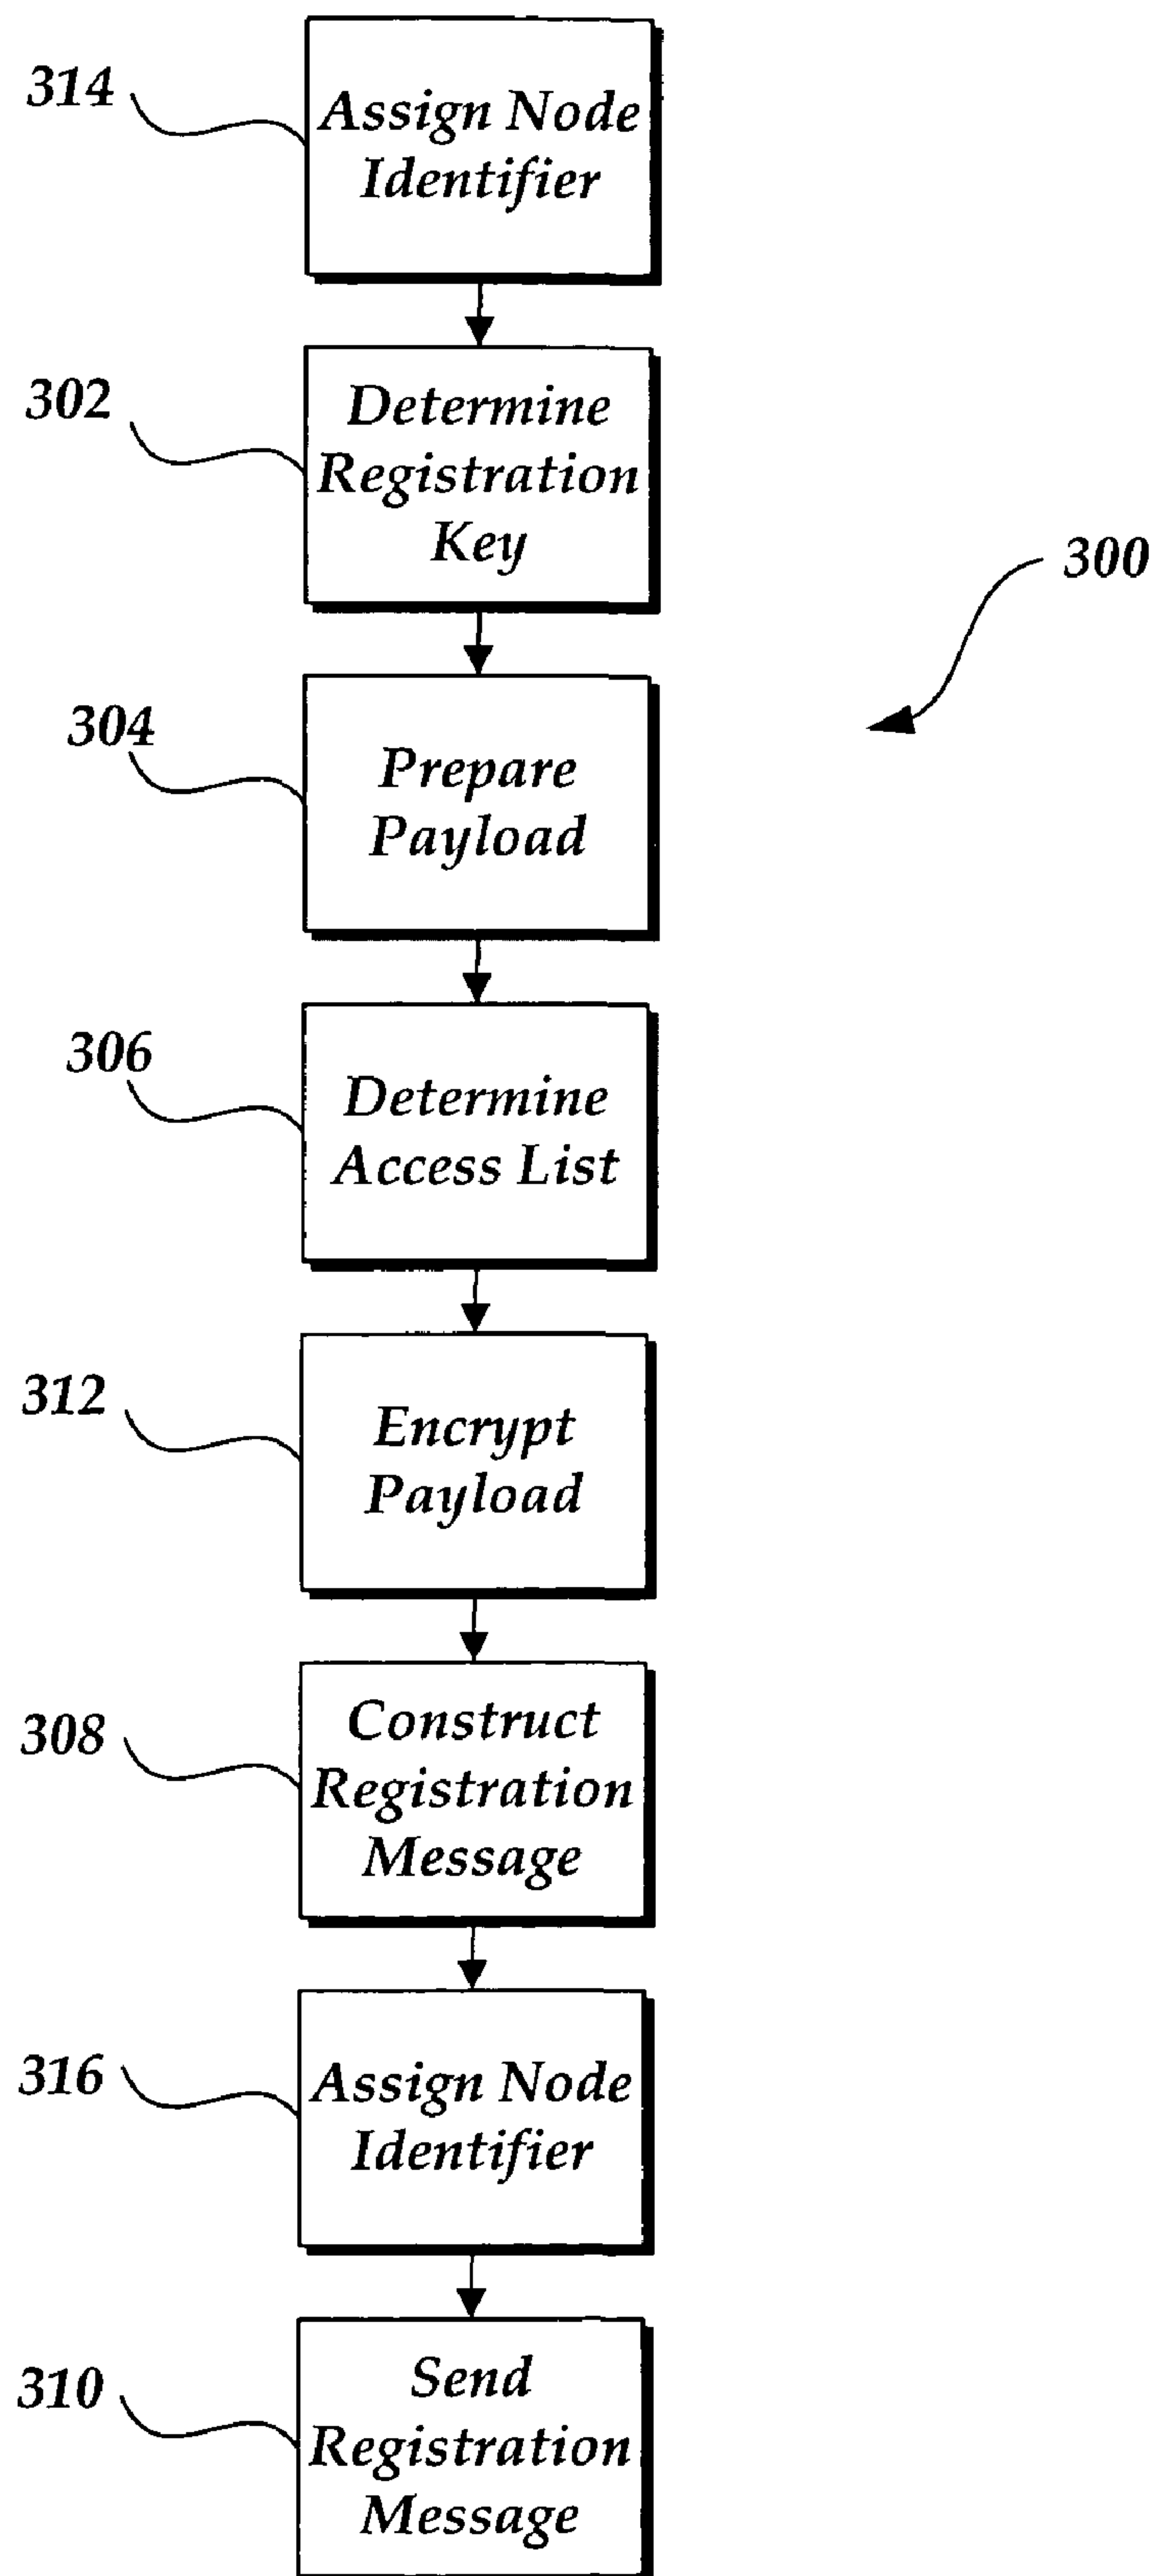 314
Assign Node
Identifier
302
Determine
Registration
Key
300
304
Prepare
Payload
306
Determine
Access List
312
Encrypt
Payload
308
Construct
Registration
Message
316
Assign Node
Identifier
310
Send
Registration
Message